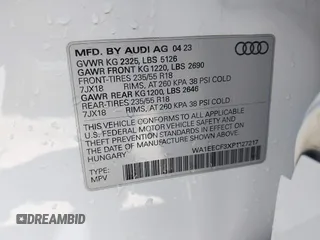 MFD. BY AUDI AG 04 23
GVWR KG 2325, LBS 5126
GAWR FRONT KG 1220, LBS 2690
FRONT-TIRES 235/55 R18
7JX18 RIMS, AT 260 KPA 38 PSI COLD
GAWR REAR KG1200, LBS 2646
REAR-TIRES 235/55 R18
7JX18 RIMS, AT 260 KPA 38 PSI COLD
THIS VEHICLE CONFORMS TO ALL APPLICABLE
U.S. FEDERAL MOTOR VEHICLE SAFETY
STANDARDS IN EFFECT ON THE
DATE OF MANUFACTURE SHOWN ABOVE.
HUNGARY
TYPE:
MPV
DREAMBID